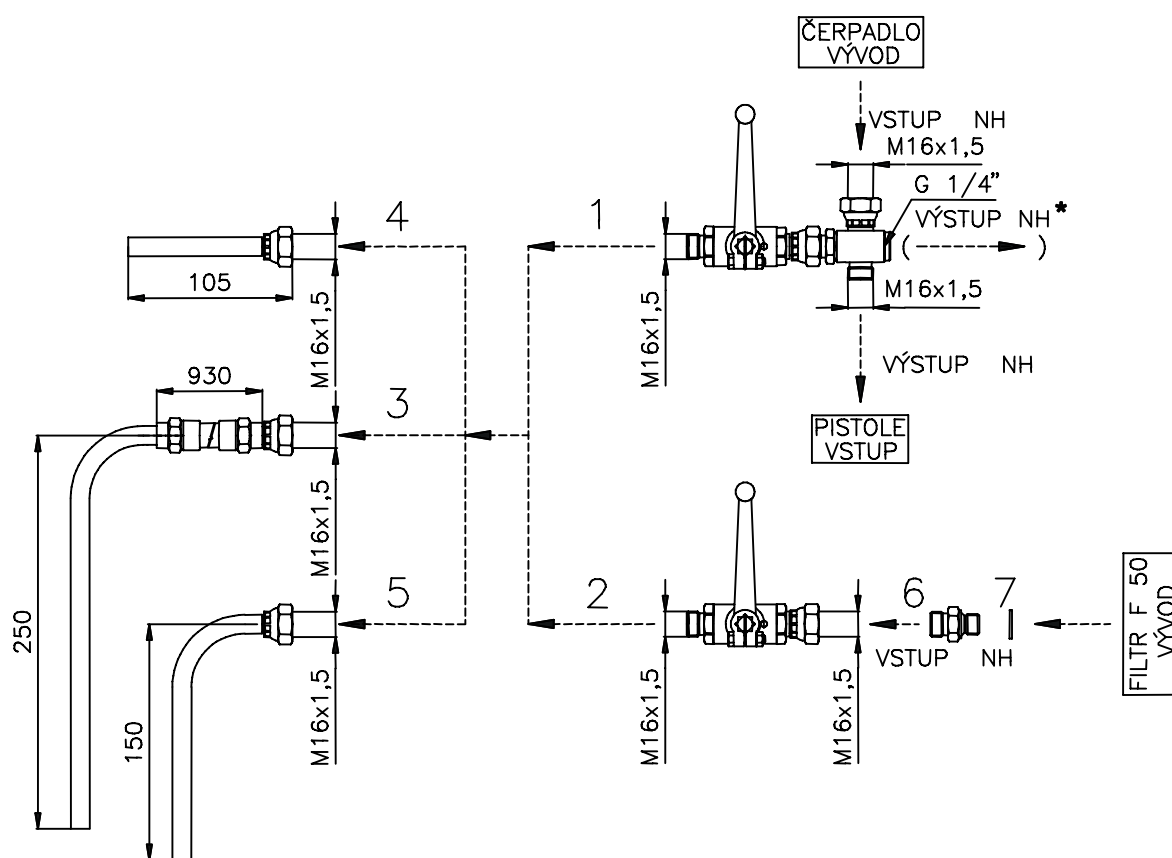 ČERPADLO
VÝVOD
VSTUP NH
M16x1,5
G 1/4”
VÝSTUP NH*
( )
4
1
105
M16x1,5
M16x1,5
M16x1,5
VÝSTUP NH
930
3
PISTOLE
VSTUP
M16x1,5
250
5
2
6
7
VSTUP NH
FILTR F 50
VÝVOD
150
M16x1,5
M16x1,5
M16x1,5